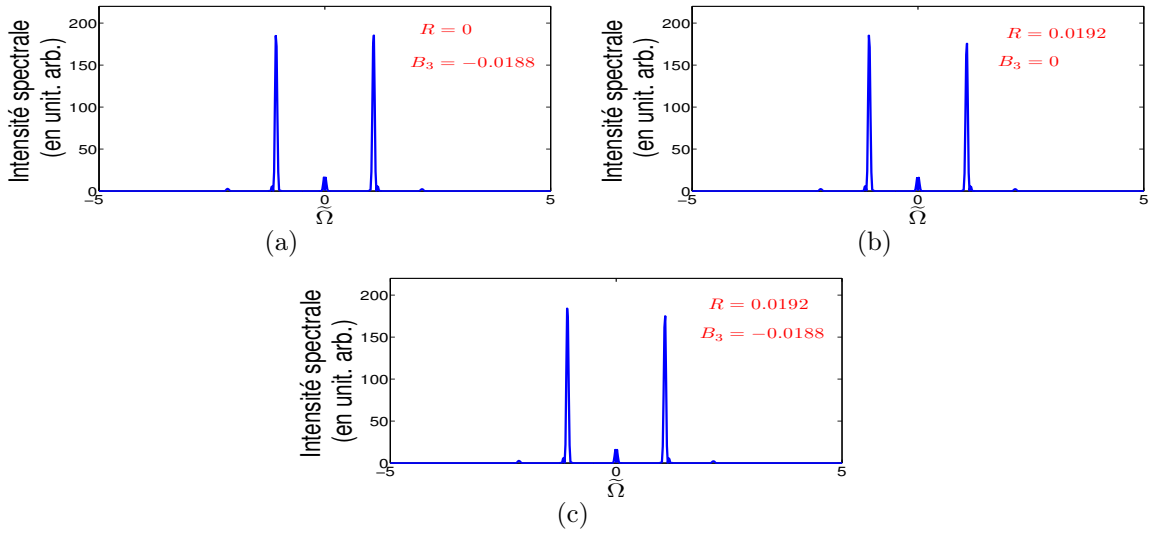 Intensité spectrale
(en unit. arb.)
200
150
100
50
0
−5
0
5
Ω̃
R = 0
B₃ = −0.0188
(a)
Intensité spectrale
(en unit. arb.)
200
150
100
50
0
−5
0
5
Ω̃
R = 0.0192
B₃ = 0
(b)
Intensité spectrale
(en unit. arb.)
200
150
100
50
0
−5
0
5
Ω̃
R = 0.0192
B₃ = −0.0188
(c)